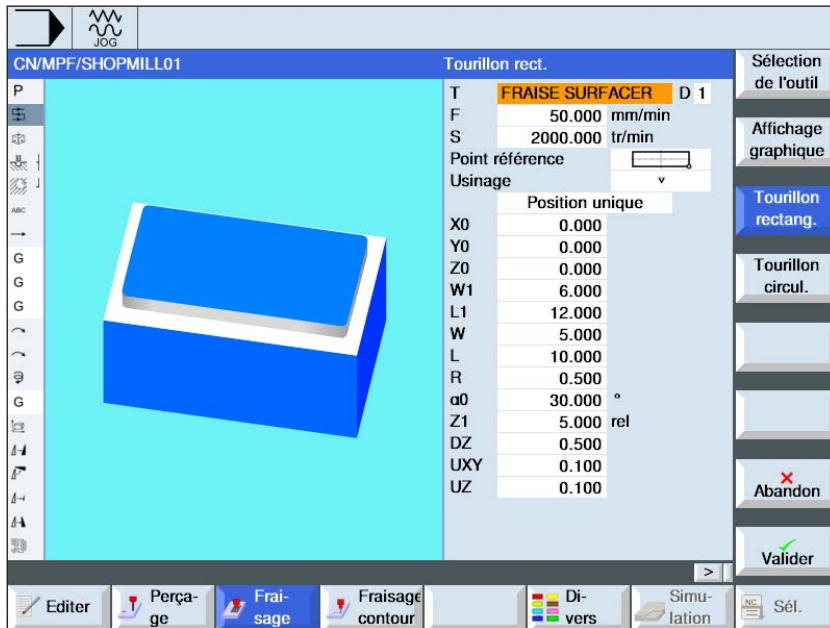 JOG
CN/MPF/SHOPMILL01
Tourillon rect.
T FRAISE SURFACER D 1
F 50.000 mm/min
S 2000.000 tr/min
Point référence
Usinage ▿
Position unique
X0 0.000
Y0 0.000
Z0 0.000
W1 6.000
L1 12.000
W 5.000
L 10.000
R 0.500
α0 30.000 °
Z1 5.000 rel
DZ 0.500
UXY 0.100
UZ 0.100
P
ABC
G
G
G
G
Sélection
de l'outil
Affichage
graphique
Tourillon
rectang.
Tourillon
circul.
Abandon
Valider
>
Editer
Perça-
ge
Frai-
sage
Fraisage
contour
Di-
vers
Simu-
lation
NC
Sél.